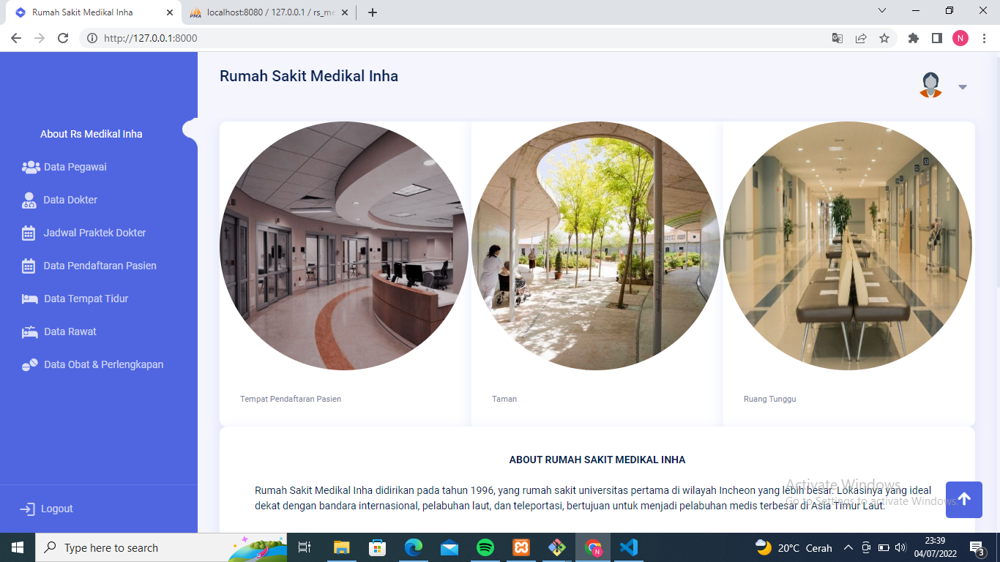 Rumah Sakit Medikal Inha
localhost:8080 / 127.0.0.1 / rs_me
http://127.0.0.1:8000
N
Rumah Sakit Medikal Inha
About Rs Medikal Inha
Data Pegawai
Data Dokter
Jadwal Praktek Dokter
Data Pendaftaran Pasien
Data Tempat Tidur
Data Rawat
Data Obat & Perlengkapan
Logout
Tempat Pendaftaran Pasien
Taman
Ruang Tunggu
ABOUT RUMAH SAKIT MEDIKAL INHA
Rumah Sakit Medikal Inha didirikan pada tahun 1996, yang rumah sakit universitas pertama di wilayah Incheon yang lebih besar. Lokasinya yang ideal
dekat dengan bandara internasional, pelabuhan laut, dan teleportasi, bertujuan untuk menjadi pelabuhan medis terbesar di Asia Timur Laut.
Activate Windows
Go to Settings to activate Windows.
Type here to search
20°C Cerah
23:39
04/07/2022
3